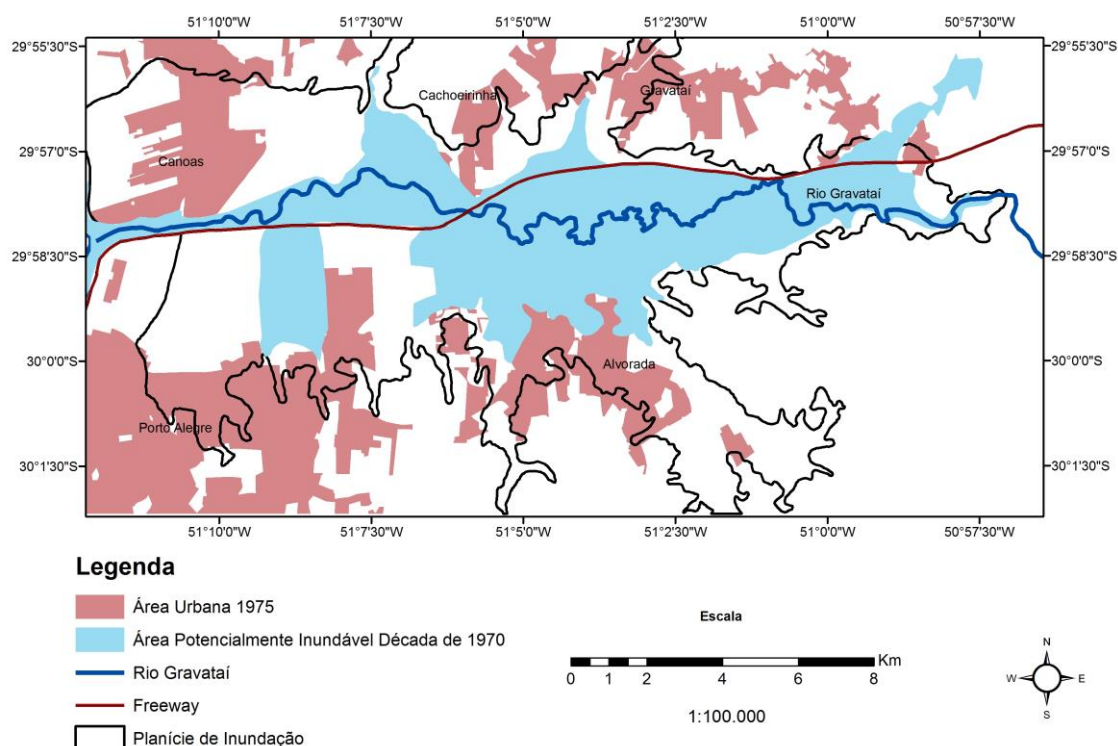 51°10'0"W 51°7'30"W 51°5'0"W 51°2'30"W 51°0'0"W 50°57'30"W
29°55'30"S 29°55'30"S
Cachoeirinha Gravataí
29°57'0"S 29°57'0"S
Canoas
Rio Gravataí
29°58'30"S 29°58'30"S
30°0'0"S 30°0'0"S
Alvorada
Porto Alegre
30°1'30"S 30°1'30"S
51°10'0"W 51°7'30"W 51°5'0"W 51°2'30"W 51°0'0"W 50°57'30"W
Legenda
Área Urbana 1975
Área Potencialmente Inundável Década de 1970
Rio Gravataí
Freeway
Planície de Inundação
Escala
Km
0 1 2 4 6 8
1:100.000
N
W E
S